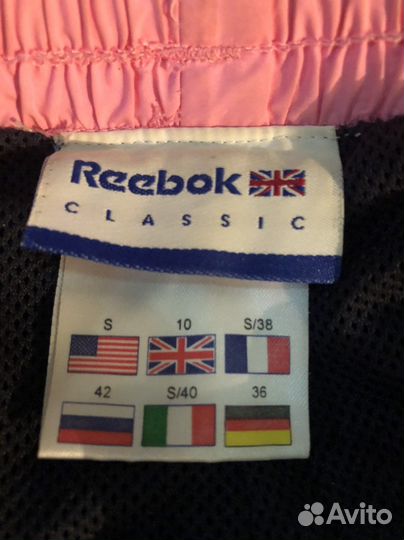 Reebok
CLASSIC
S 10 S/38
42 S/40 36
Avito